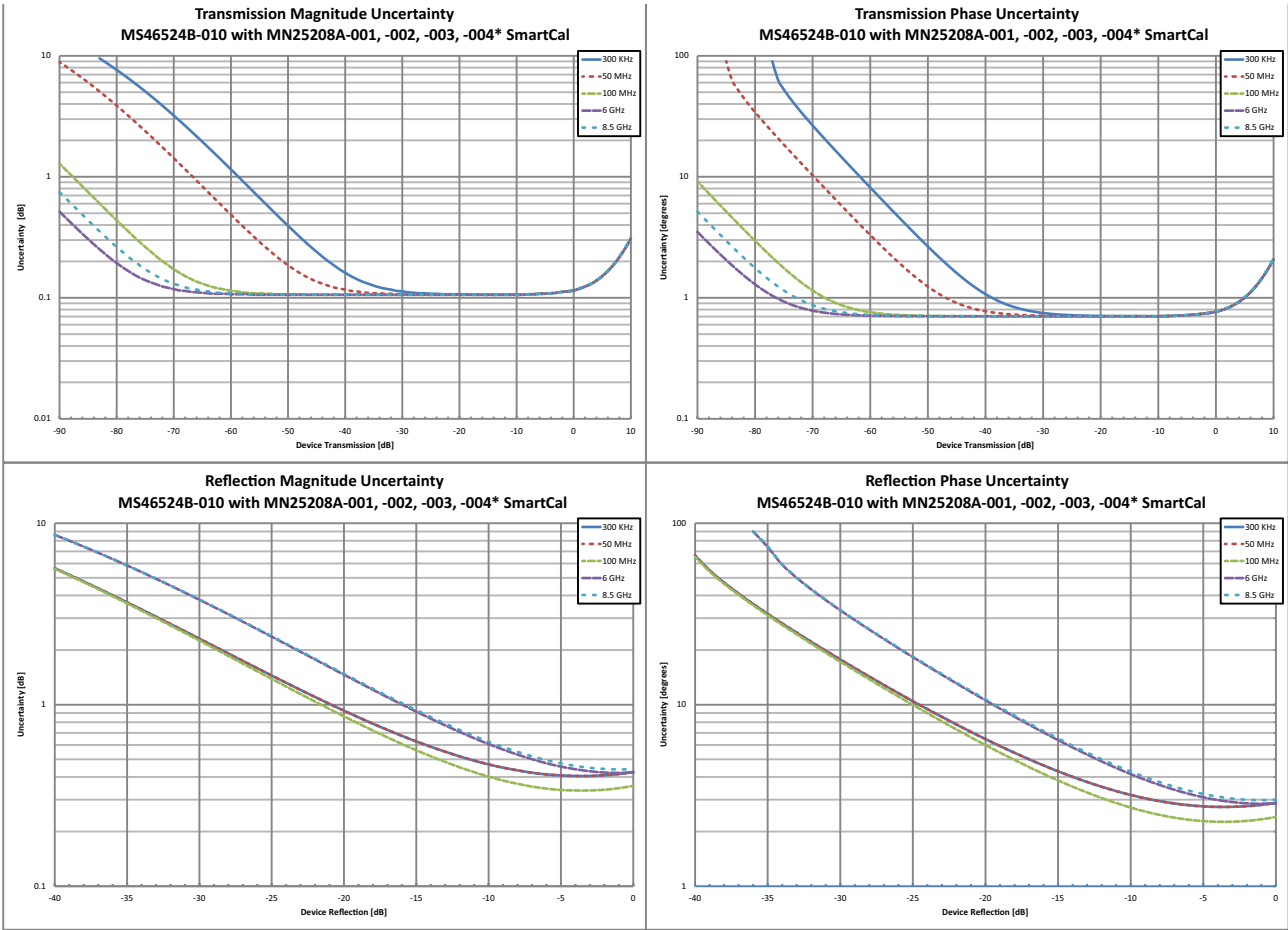 Transmission Magnitude Uncertainty
MS46524B-010 with MN25208A-001, -002, -003, -004* SmartCal
10
1
0.1
0.01
Uncertainty [dB]
300 KHz
50 MHz
100 MHz
6 GHz
8.5 GHz
-90 -80 -70 -60 -50 -40 -30 -20 -10 0 10
Device Transmission [dB]
Transmission Phase Uncertainty
MS46524B-010 with MN25208A-001, -002, -003, -004* SmartCal
100
10
1
0.1
Uncertainty [degrees]
300 KHz
50 MHz
100 MHz
6 GHz
8.5 GHz
-90 -80 -70 -60 -50 -40 -30 -20 -10 0 10
Device Transmission [dB]
Reflection Magnitude Uncertainty
MS46524B-010 with MN25208A-001, -002, -003, -004* SmartCal
10
1
0.1
Uncertainty [dB]
300 KHz
50 MHz
100 MHz
6 GHz
8.5 GHz
-40 -35 -30 -25 -20 -15 -10 -5 0
Device Reflection [dB]
Reflection Phase Uncertainty
MS46524B-010 with MN25208A-001, -002, -003, -004* SmartCal
100
10
1
Uncertainty [degrees]
300 KHz
50 MHz
100 MHz
6 GHz
8.5 GHz
-40 -35 -30 -25 -20 -15 -10 -5 0
Device Reflection [dB]